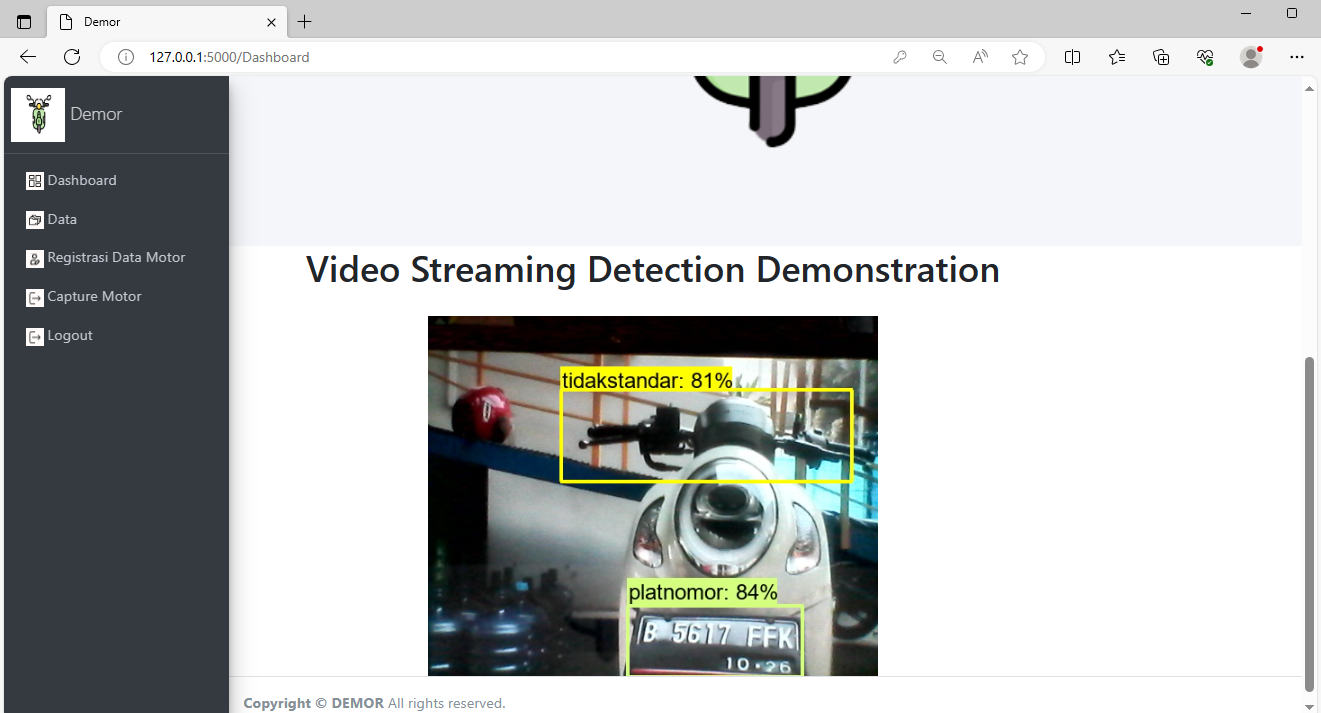 Demor
127.0.0.1:5000/Dashboard
Demor
Dashboard
Data
Registrasi Data Motor
Capture Motor
Logout
Video Streaming Detection Demonstration
tidakstandar: 81%
platnomor: 84%
B 5617 FFK
10·26
Copyright © DEMOR All rights reserved.